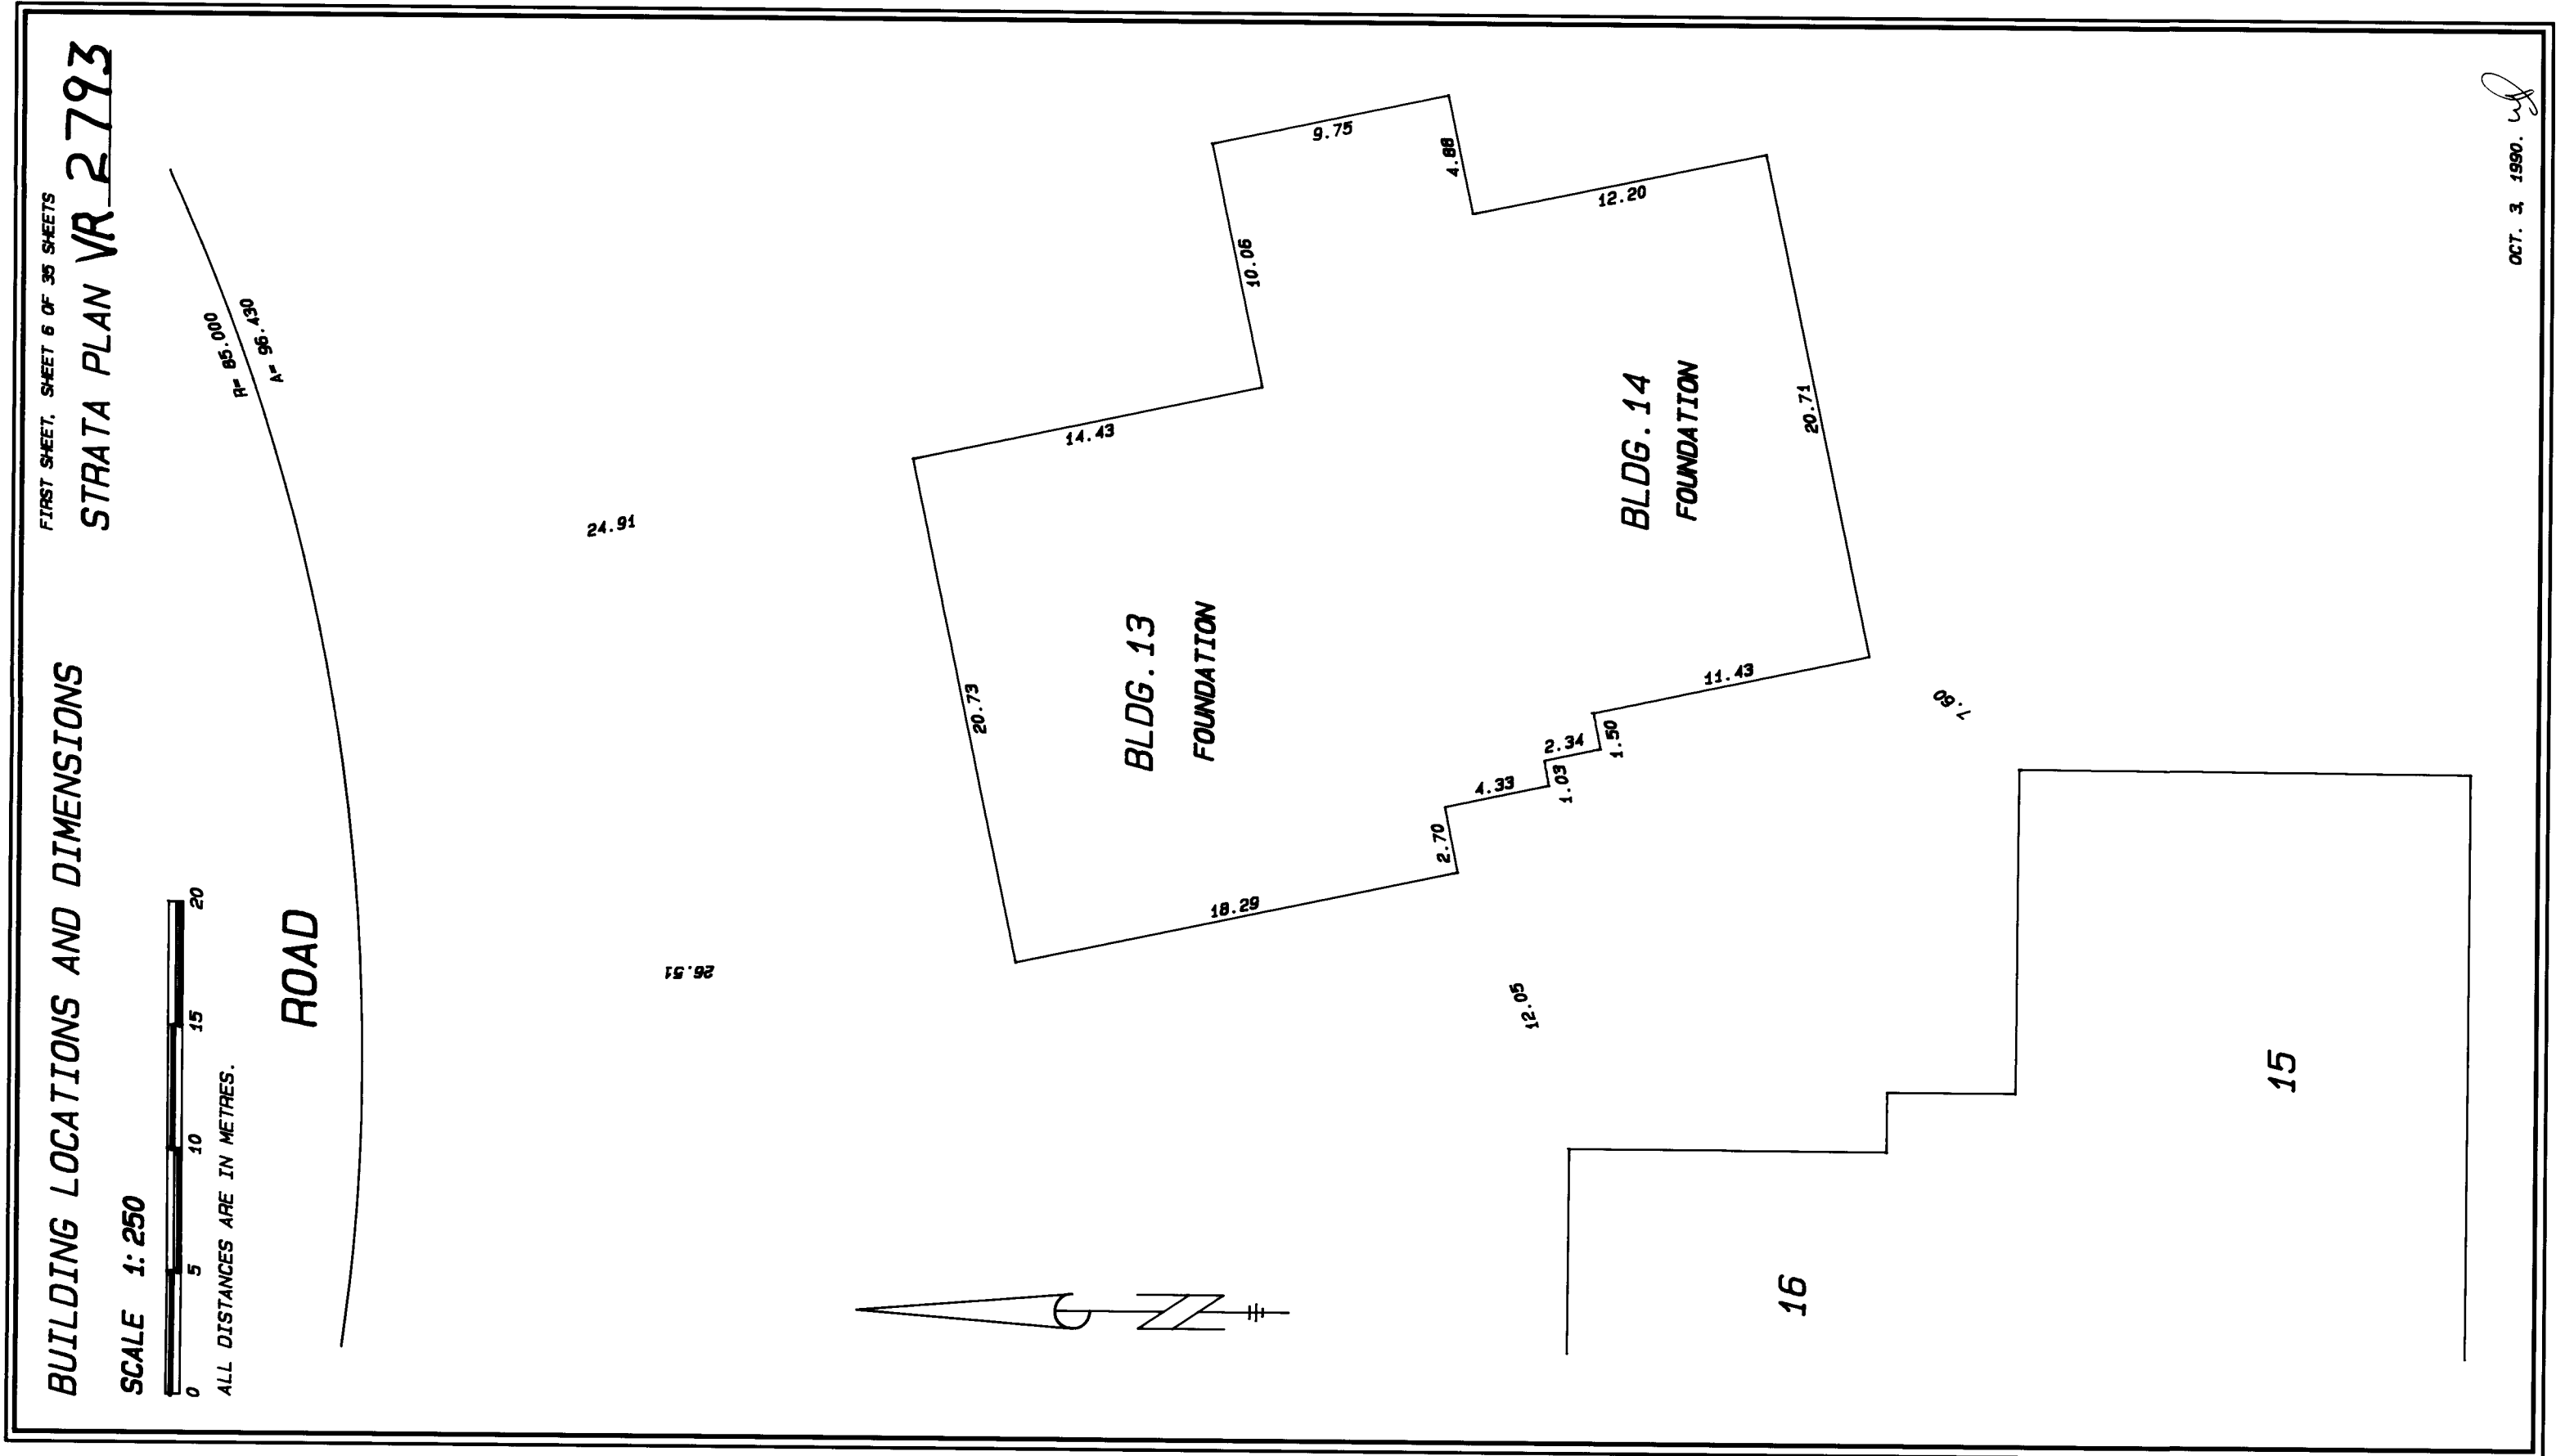 FIRST SHEET. SHEET 6 OF 35 SHEETS
STRATA PLAN VR 2793
BUILDING LOCATIONS AND DIMENSIONS
SCALE 1:250
0 5 10 15 20
ALL DISTANCES ARE IN METRES.
ROAD
R= 85.000
A= 96.430
24.91
26.51
20.73
14.43
10.06
9.75
4.88
12.20
20.71
11.43
1.50
2.34
1.03
4.33
2.70
18.29
BLDG. 13
FOUNDATION
BLDG. 14
FOUNDATION
7.60
12.05
N
16
15
OCT. 3, 1990.